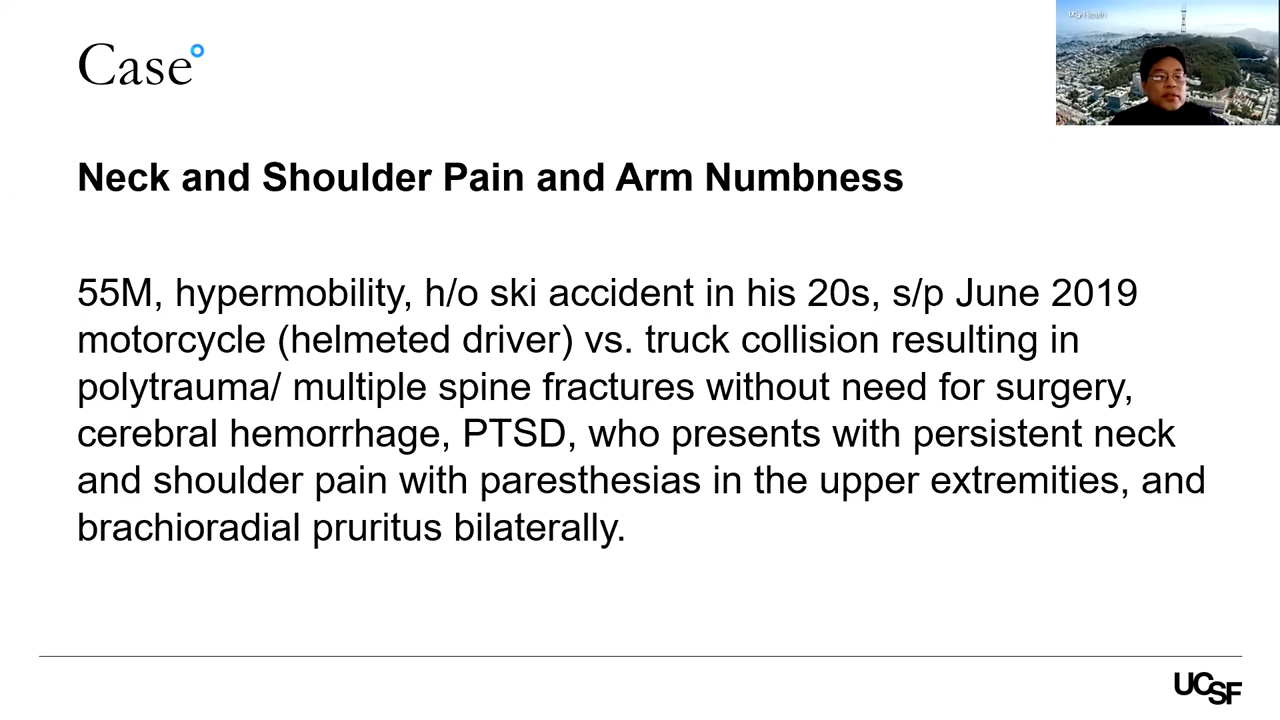 Case
UCSF Health
Neck and Shoulder Pain and Arm Numbness
55M, hypermobility, h/o ski accident in his 20s, s/p June 2019
motorcycle (helmeted driver) vs. truck collision resulting in
polytrauma/ multiple spine fractures without need for surgery,
cerebral hemorrhage, PTSD, who presents with persistent neck
and shoulder pain with paresthesias in the upper extremities, and
brachioradial pruritus bilaterally.
UCSF